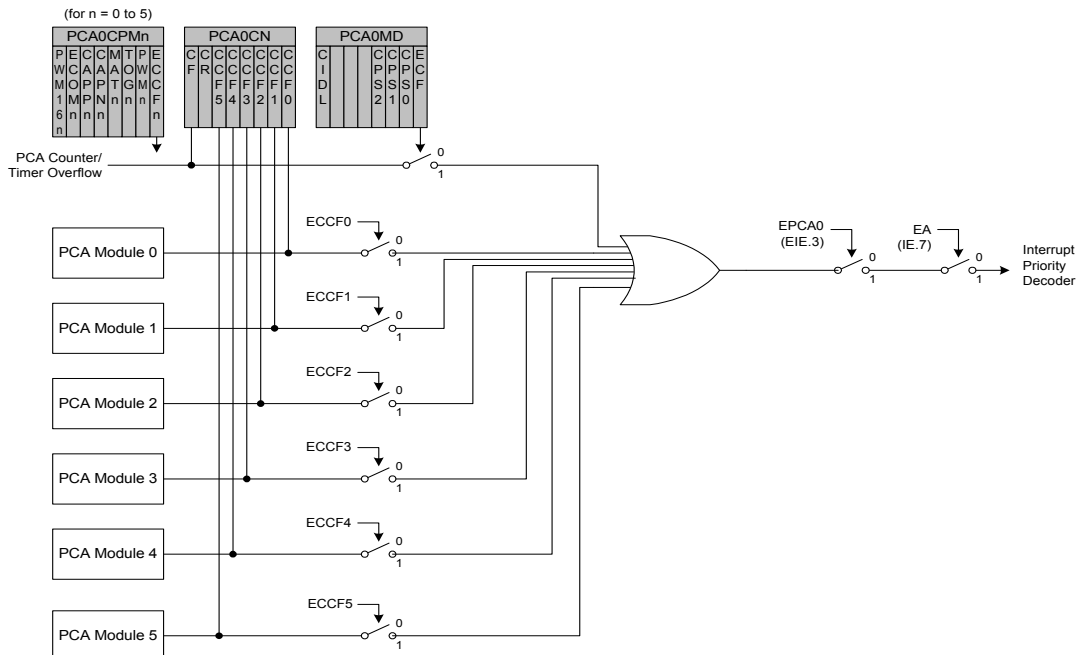 (for n = 0 to 5)
PCA0CPMn
PWM16n
ECOMn
CAPPn
CAPNn
MATn
TOGn
PWMn
ECCFn
PCA0CN
CF
CR
CCF5
CCF4
CCF3
CCF2
CCF1
CCF0
PCA0MD
CIDL
CPS2
CPS1
CPS0
ECF
PCA Counter/
Timer Overflow
0
1
PCA Module 0
ECCF0
0
1
PCA Module 1
ECCF1
0
1
PCA Module 2
ECCF2
0
1
PCA Module 3
ECCF3
0
1
PCA Module 4
ECCF4
0
1
PCA Module 5
ECCF5
0
1
EPCA0
(EIE.3)
0
1
EA
(IE.7)
0
1
Interrupt
Priority
Decoder